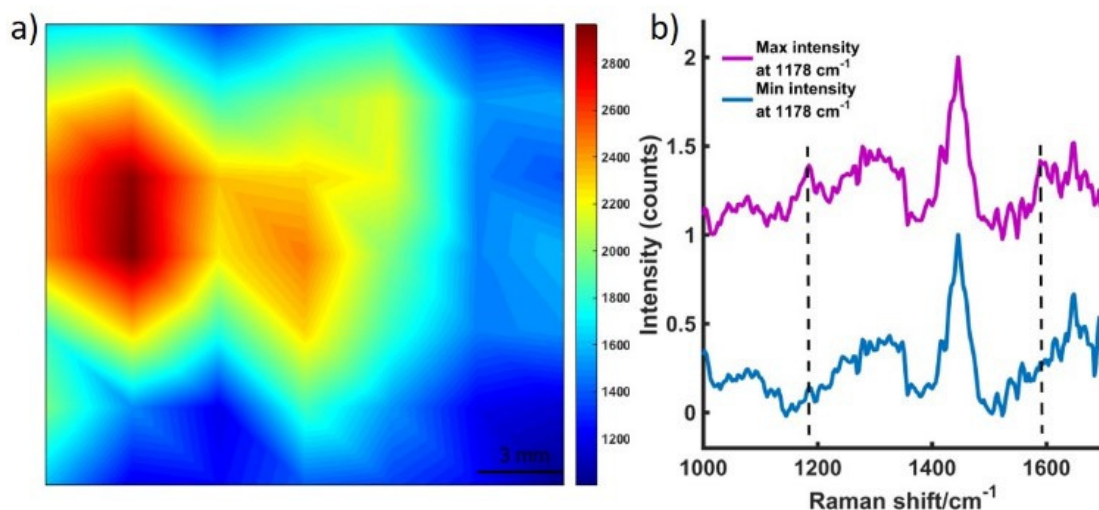 a)
2800
2600
2400
2200
2000
1800
1600
1400
1200
3 mm
b)
Max intensity
at 1178 cm⁻¹
Min intensity
at 1178 cm⁻¹
Intensity (counts)
2
1.5
1
0.5
0
1000 1200 1400 1600
Raman shift/cm⁻¹